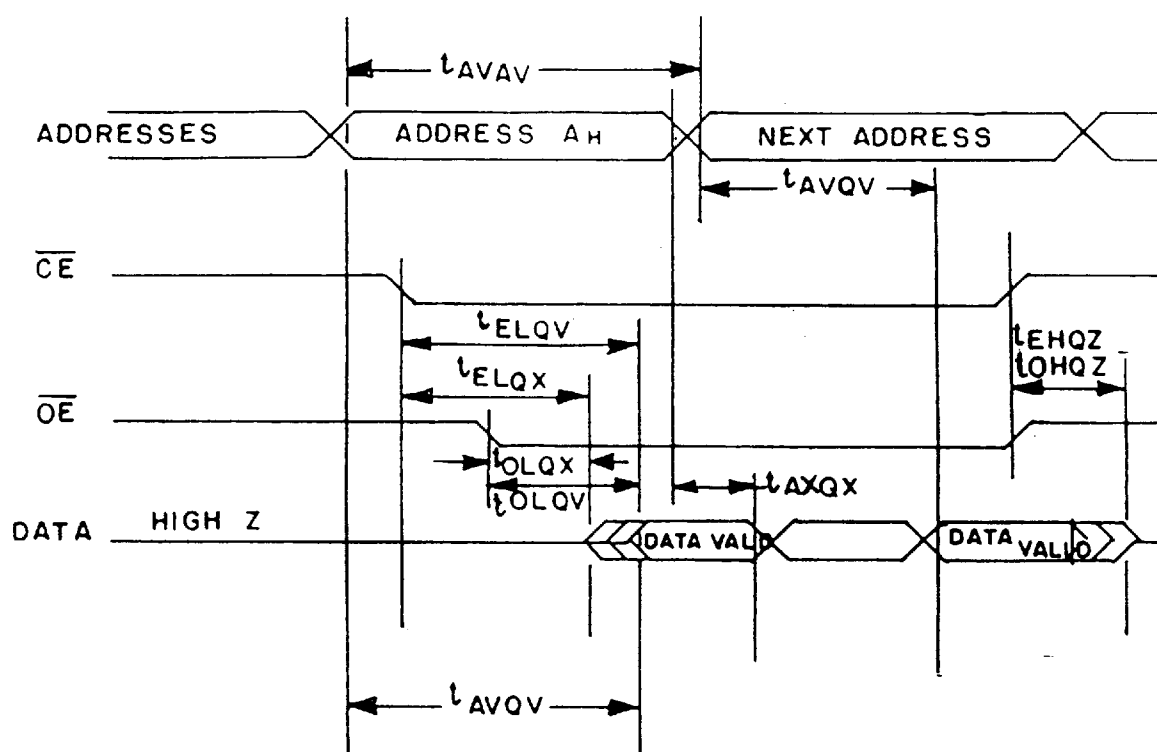 tAVAV
ADDRESSES
ADDRESS AH
NEXT ADDRESS
tAVQV
CE
tELQV
tEHQZ
tELQX
tOHQZ
OE
tOLQX
tAXQX
tOLQV
DATA
HIGH Z
DATA VALID
DATA VALID
tAVQV